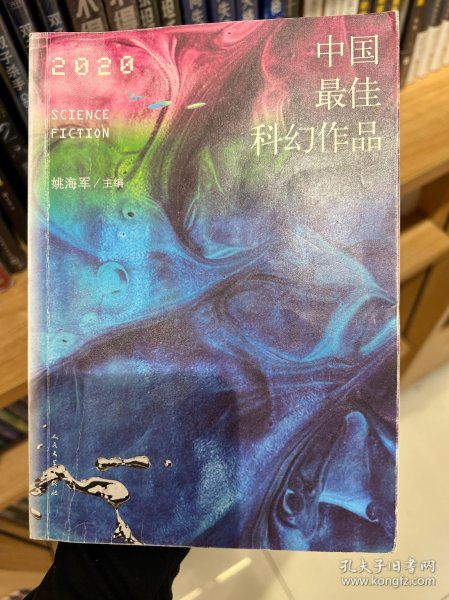 2020
SCIENCE
FICTION
姚海军/主编
中国
最佳
科幻作品
孔夫子旧书网
www.kongfz.com